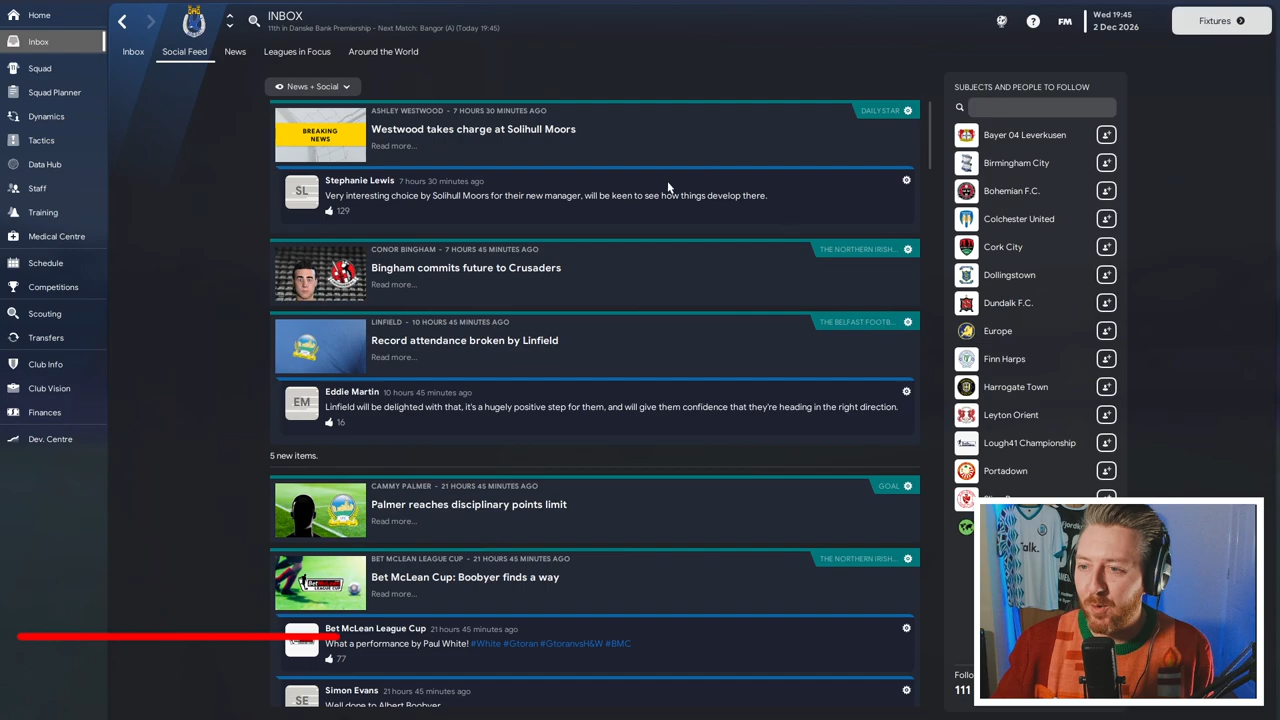 Home
Inbox
Squad
Squad Planner
Dynamics
Tactics
Data Hub
Staff
Training
Medical Centre
Schedule
Competitions
Scouting
Transfers
Club Info
Club Vision
Finances
Dev. Centre
INBOX
11th in Danske Bank Premiership - Next Match: Bangor (A) (Today 19:45)
FM
Wed 19:45
2 Dec 2026
Fixtures
Inbox
Social Feed
News
Leagues in Focus
Around the World
News + Social
BREAKING
NEWS
ASHLEY WESTWOOD - 7 HOURS 30 MINUTES AGO
DAILY STAR
Westwood takes charge at Solihull Moors
Read more...
SL
Stephanie Lewis 7 hours 30 minutes ago
Very interesting choice by Solihull Moors for their new manager, will be keen to see how things develop there.
129
CONOR BINGHAM - 7 HOURS 45 MINUTES AGO
THE NORTHERN IRISH...
Bingham commits future to Crusaders
Read more...
LINFIELD - 10 HOURS 45 MINUTES AGO
THE BELFAST FOOTB...
Record attendance broken by Linfield
Read more...
EM
Eddie Martin 10 hours 45 minutes ago
Linfield will be delighted with that, it's a hugely positive step for them, and will give them confidence that they're heading in the right direction.
16
5 new items.
CAMMY PALMER - 21 HOURS 45 MINUTES AGO
GOAL
Palmer reaches disciplinary points limit
Read more...
BET MCLEAN LEAGUE CUP - 21 HOURS 45 MINUTES AGO
THE NORTHERN IRISH...
Bet McLean Cup: Boobyer finds a way
Read more...
Bet McLean League Cup 21 hours 45 minutes ago
What a performance by Paul White! #White #Gtoran #GtoranvsH&W #BMC
77
SE
Simon Evans 21 hours 45 minutes ago
Well done to Albert Boobyer
SUBJECTS AND PEOPLE TO FOLLOW
Bayer 04 Leverkusen
Birmingham City
Bohemian F.C.
Colchester United
Cork City
Dollingstown
Dundalk F.C.
Europe
Finn Harps
Harrogate Town
Leyton Orient
Lough41 Championship
Portadown
Follo
111
Talk.